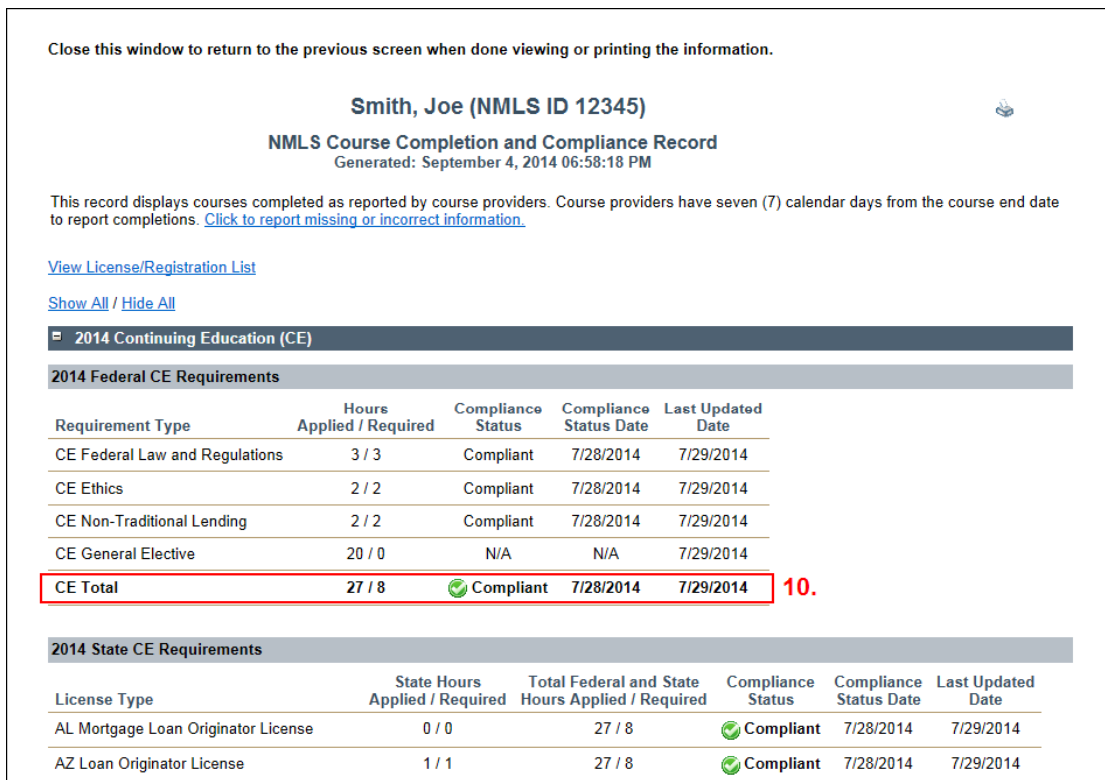 Close this window to return to the previous screen when done viewing or printing the information.
Smith, Joe (NMLS ID 12345)
NMLS Course Completion and Compliance Record
Generated: September 4, 2014 06:58:18 PM
This record displays courses completed as reported by course providers. Course providers have seven (7) calendar days from the course end date
to report completions. Click to report missing or incorrect information.
View License/Registration List
Show All / Hide All
2014 Continuing Education (CE)
2014 Federal CE Requirements
Requirement Type Hours Applied / Required Compliance Status Compliance Status Date Last Updated Date
CE Federal Law and Regulations 3 / 3 Compliant 7/28/2014 7/29/2014
CE Ethics 2 / 2 Compliant 7/28/2014 7/29/2014
CE Non-Traditional Lending 2 / 2 Compliant 7/28/2014 7/29/2014
CE General Elective 20 / 0 N/A N/A 7/29/2014
CE Total 27 / 8 Compliant 7/28/2014 7/29/2014 10.
2014 State CE Requirements
License Type State Hours Applied / Required Total Federal and State Hours Applied / Required Compliance Status Compliance Status Date Last Updated Date
AL Mortgage Loan Originator License 0 / 0 27 / 8 Compliant 7/28/2014 7/29/2014
AZ Loan Originator License 1 / 1 27 / 8 Compliant 7/28/2014 7/29/2014